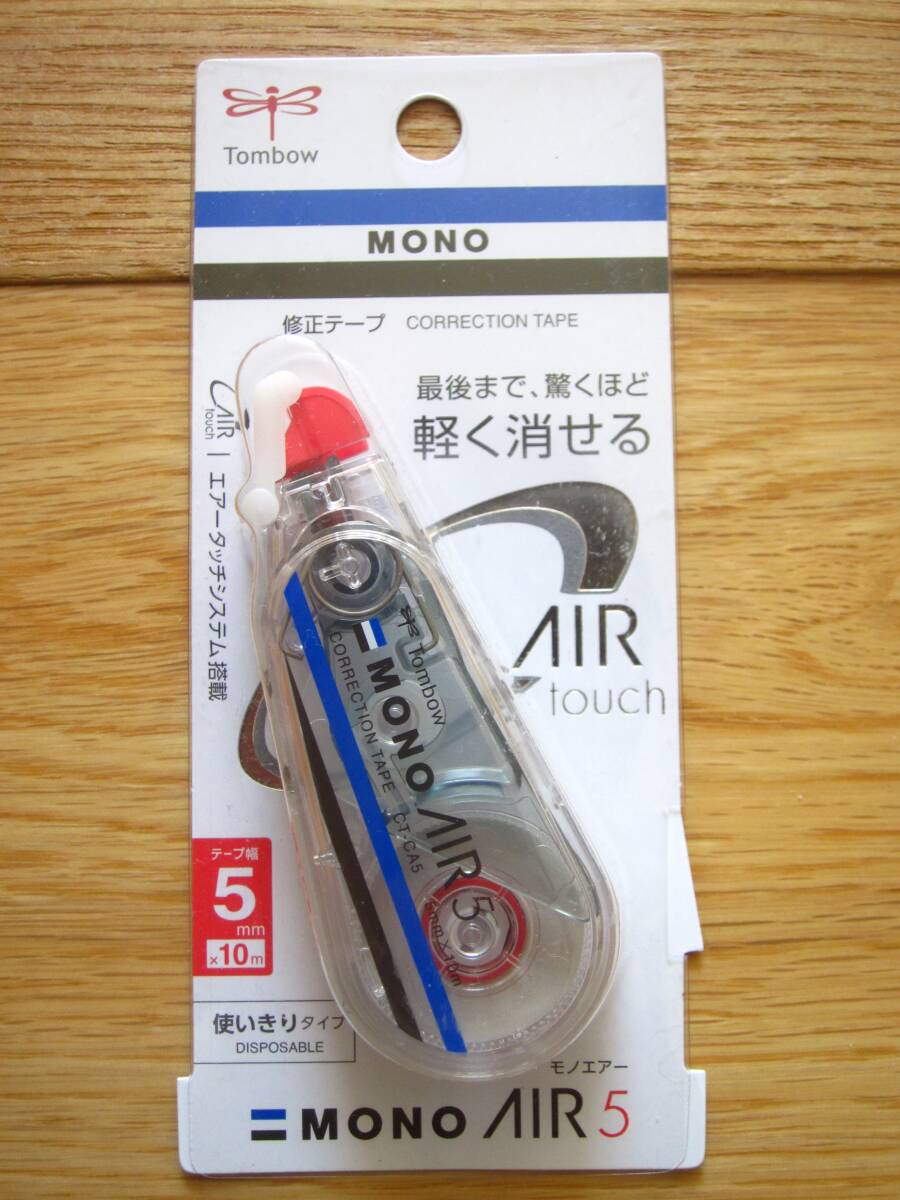 Tombow
MONO
修正テープ CORRECTION TAPE
最後まで、驚くほど
軽く消せる
AIR
touch
エアータッチシステム搭載
AIR
touch
Tombow
MONO AIR 5
CORRECTION TAPE CT-CA5
5mm×10m
テープ幅
5
mm
×10m
使いきりタイプ
DISPOSABLE
モノエアー
MONO AIR 5